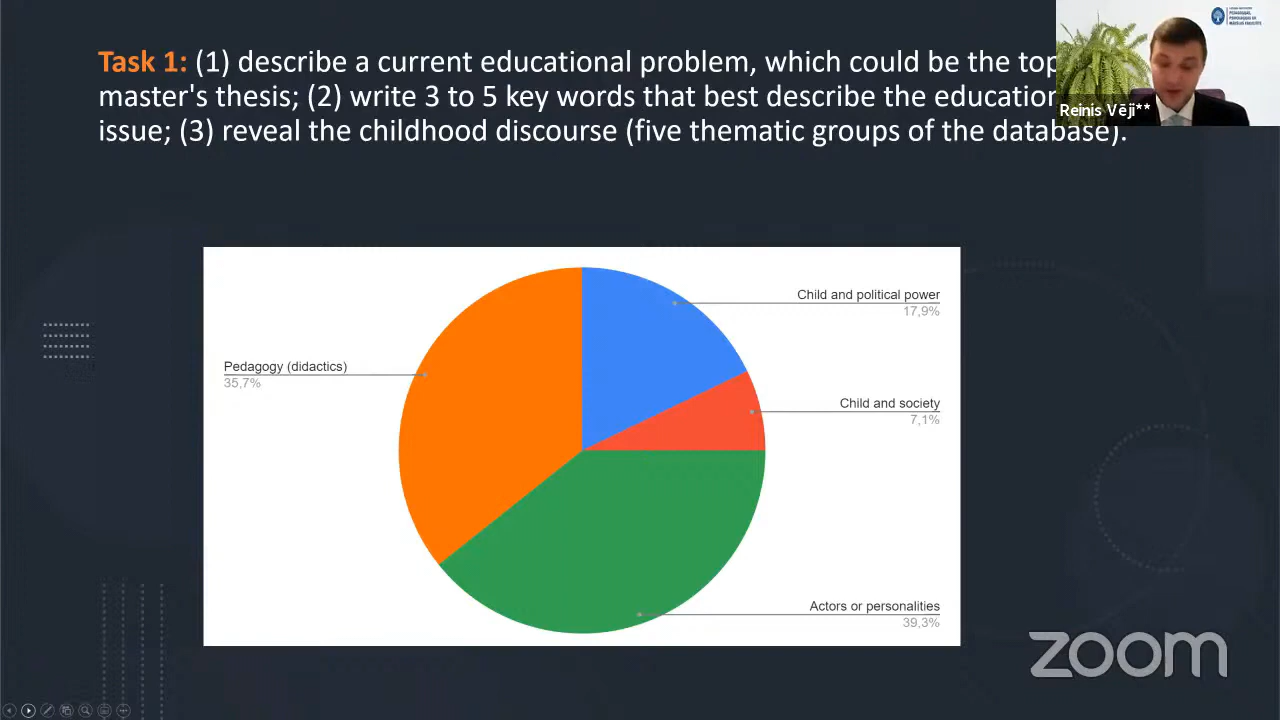 Task 1: (1) describe a current educational problem, which could be the top
master's thesis; (2) write 3 to 5 key words that best describe the education
issue; (3) reveal the childhood discourse (five thematic groups of the database).
Reinis Vēji**
Child and political power
17,9%
Pedagogy (didactics)
35,7%
Child and society
7,1%
Actors or personalities
39,3%
zoom